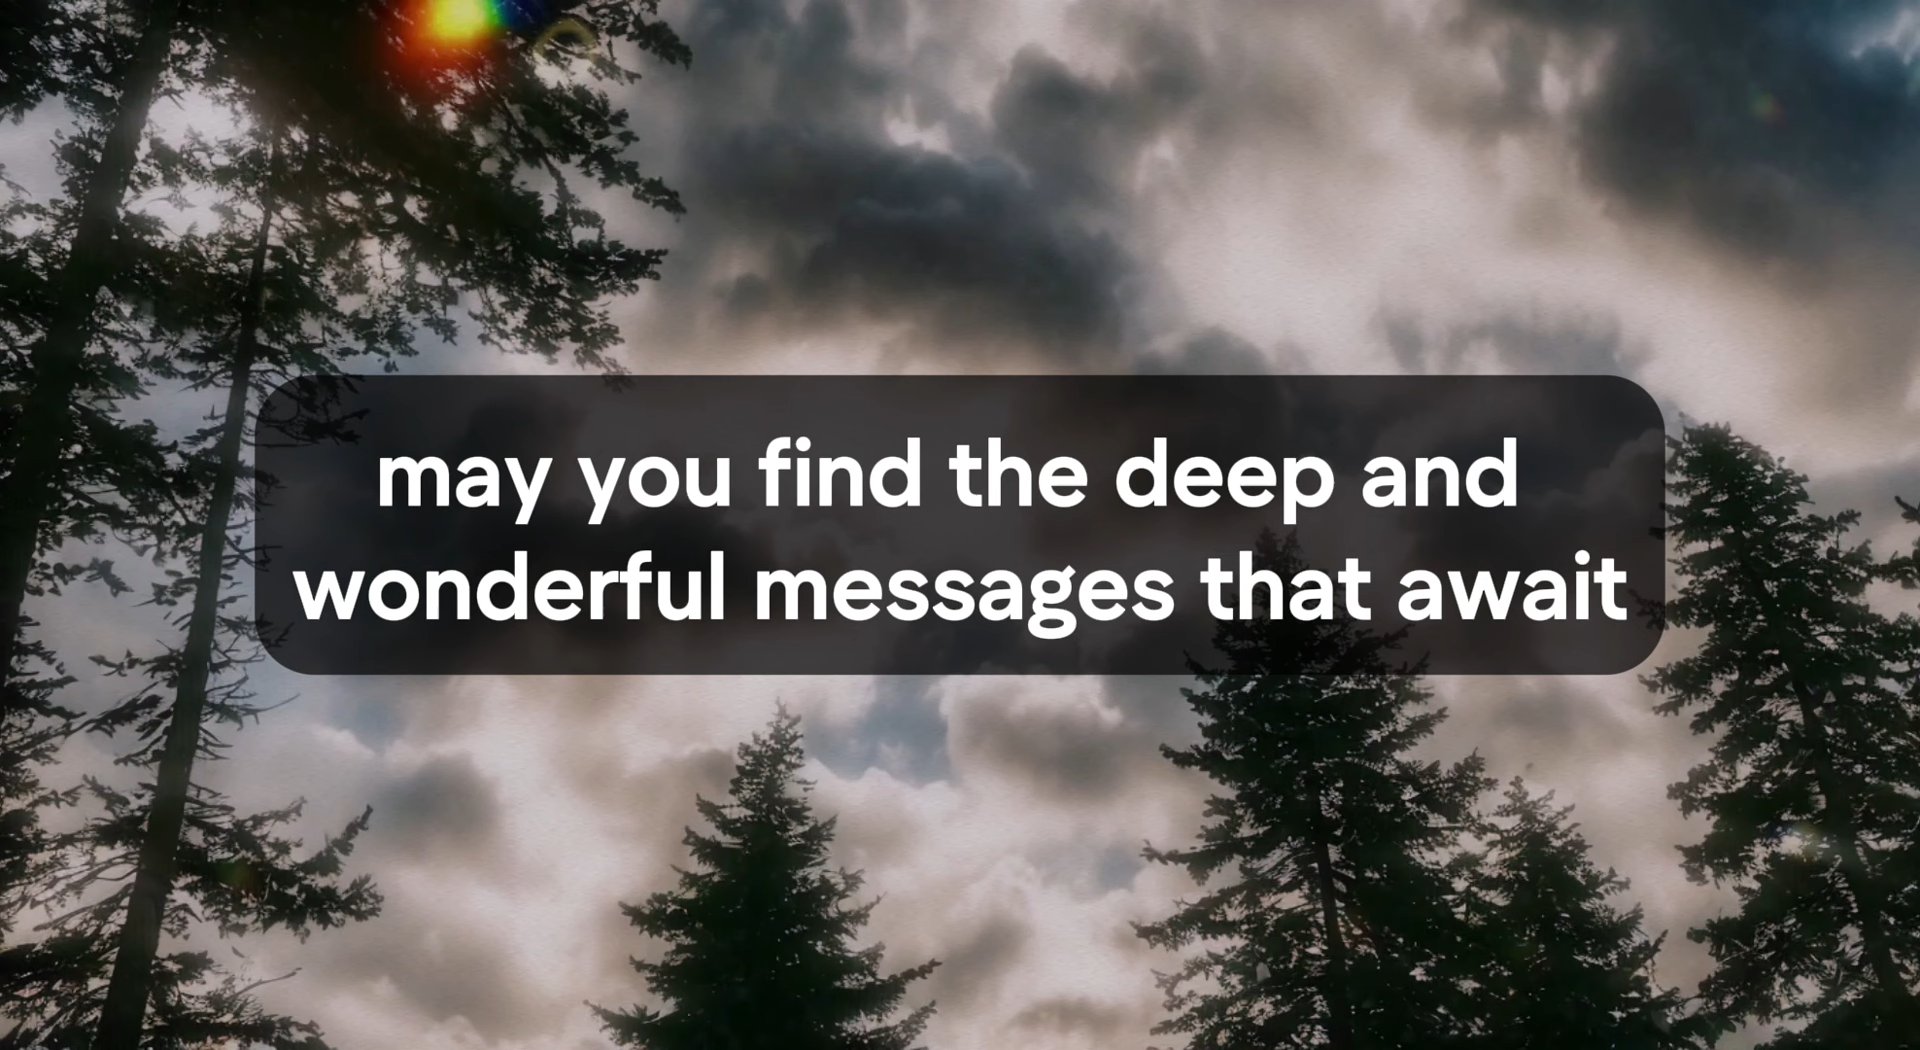 may you find the deep and
wonderful messages that await